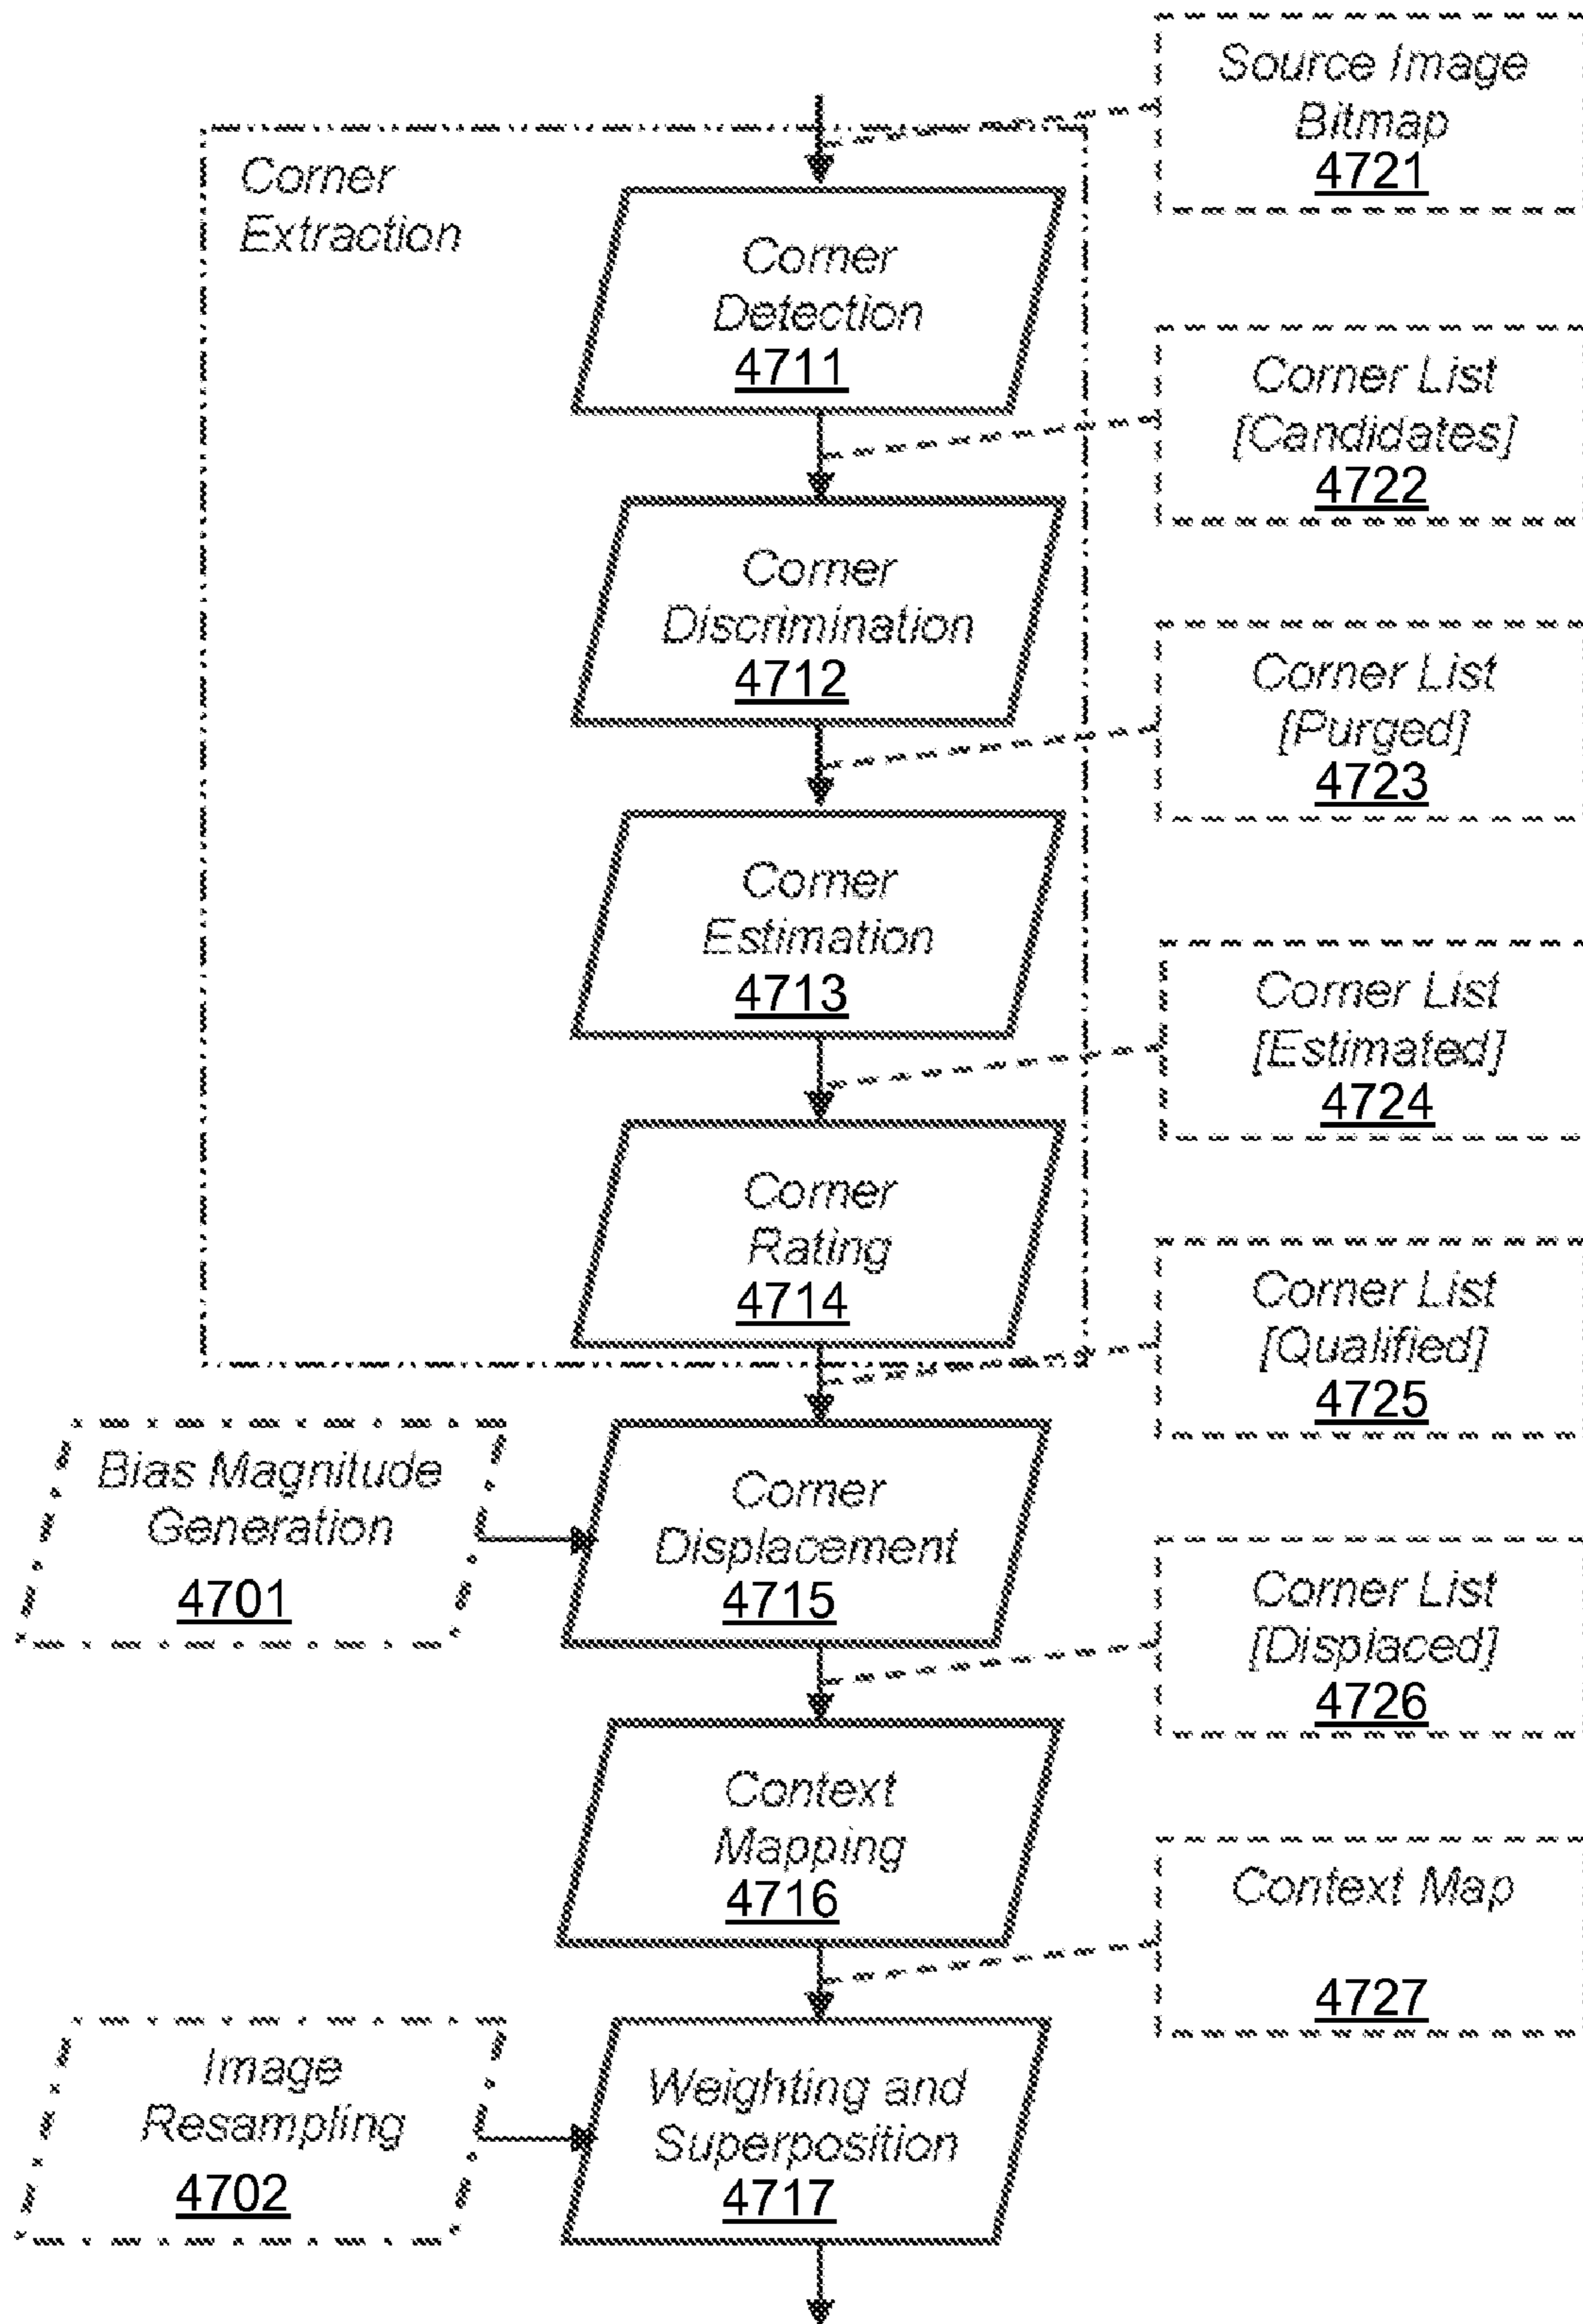 Source Image
Bitmap
4721
Corner
Extraction
Corner
Detection
4711
Corner List
[Candidates]
4722
Corner
Discrimination
4712
Corner List
[Purged]
4723
Corner
Estimation
4713
Corner List
[Estimated]
4724
Corner
Rating
4714
Corner List
[Qualified]
4725
Bias Magnitude
Generation
4701
Corner
Displacement
4715
Corner List
[Displaced]
4726
Context
Mapping
4716
Context Map
4727
Image
Resampling
4702
Weighting and
Superposition
4717